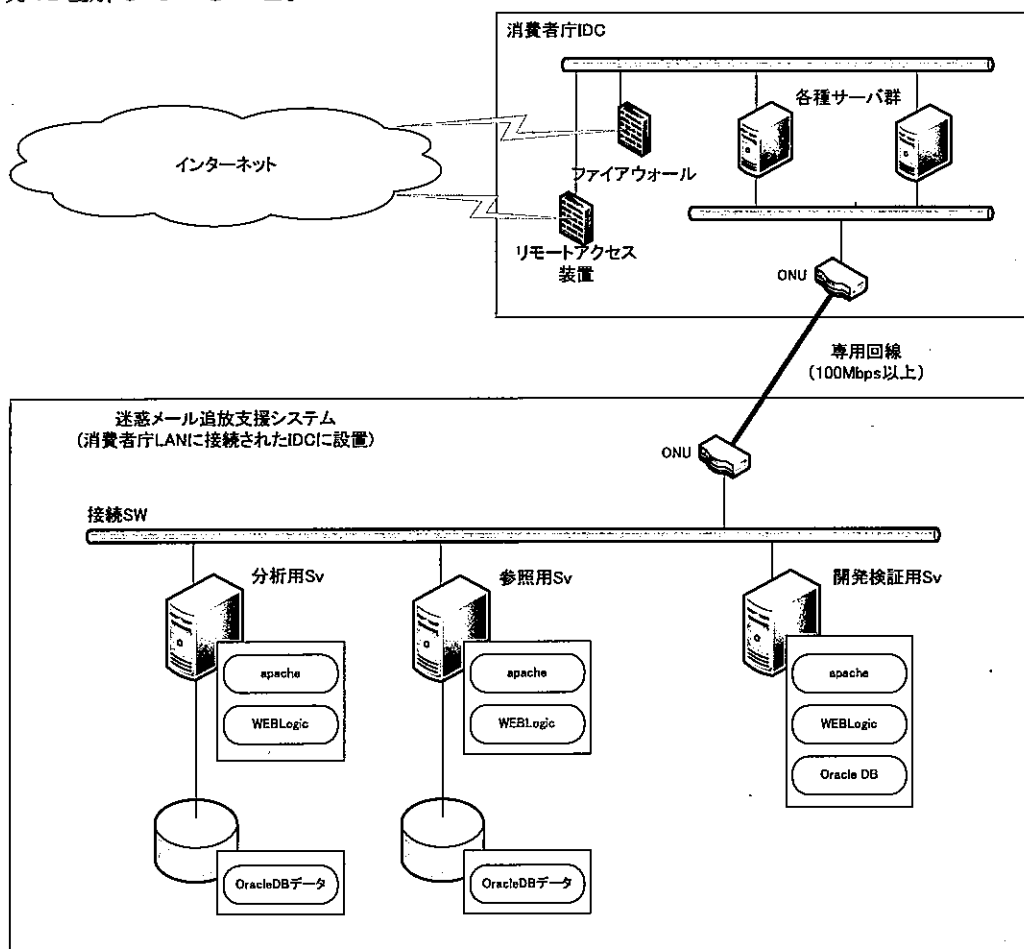 消費者庁IDC
各種サーバ群
インターネット
ファイアウォール
リモートアクセス
装置
ONU
専用回線
(100Mbps以上)
迷惑メール追放支援システム
(消費者庁LANに接続されたIDCに設置)
ONU
接続SW
分析用Sv
参照用Sv
開発検証用Sv
apache
apache
apache
WEBLogic
WEBLogic
WEBLogic
Oracle DB
OracleDBデータ
OracleDBデータ